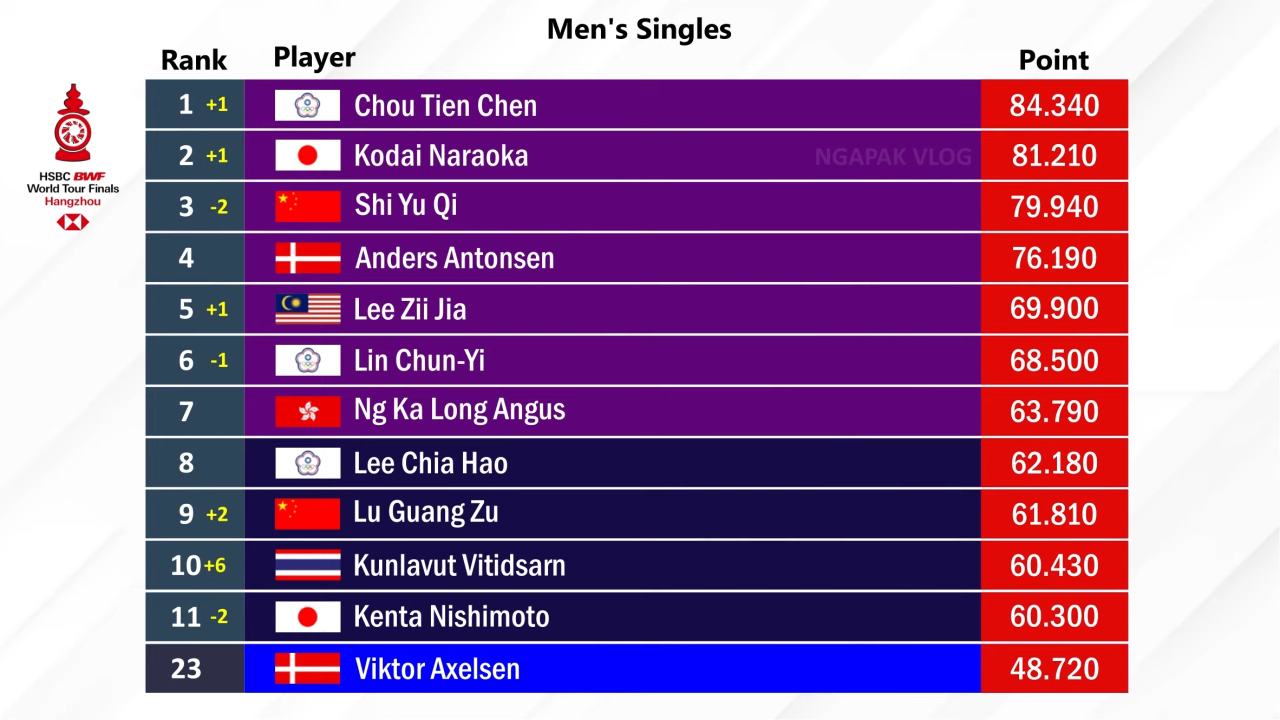 Men's Singles
Rank Player Point
HSBC BWF
World Tour Finals
Hangzhou
1 +1 Chou Tien Chen 84.340
2 +1 Kodai Naraoka NGAPAK VLOG 81.210
3 -2 Shi Yu Qi 79.940
4 Anders Antonsen 76.190
5 +1 Lee Zii Jia 69.900
6 -1 Lin Chun-Yi 68.500
7 Ng Ka Long Angus 63.790
8 Lee Chia Hao 62.180
9 +2 Lu Guang Zu 61.810
10 +6 Kunlavut Vitidsarn 60.430
11 -2 Kenta Nishimoto 60.300
23 Viktor Axelsen 48.720